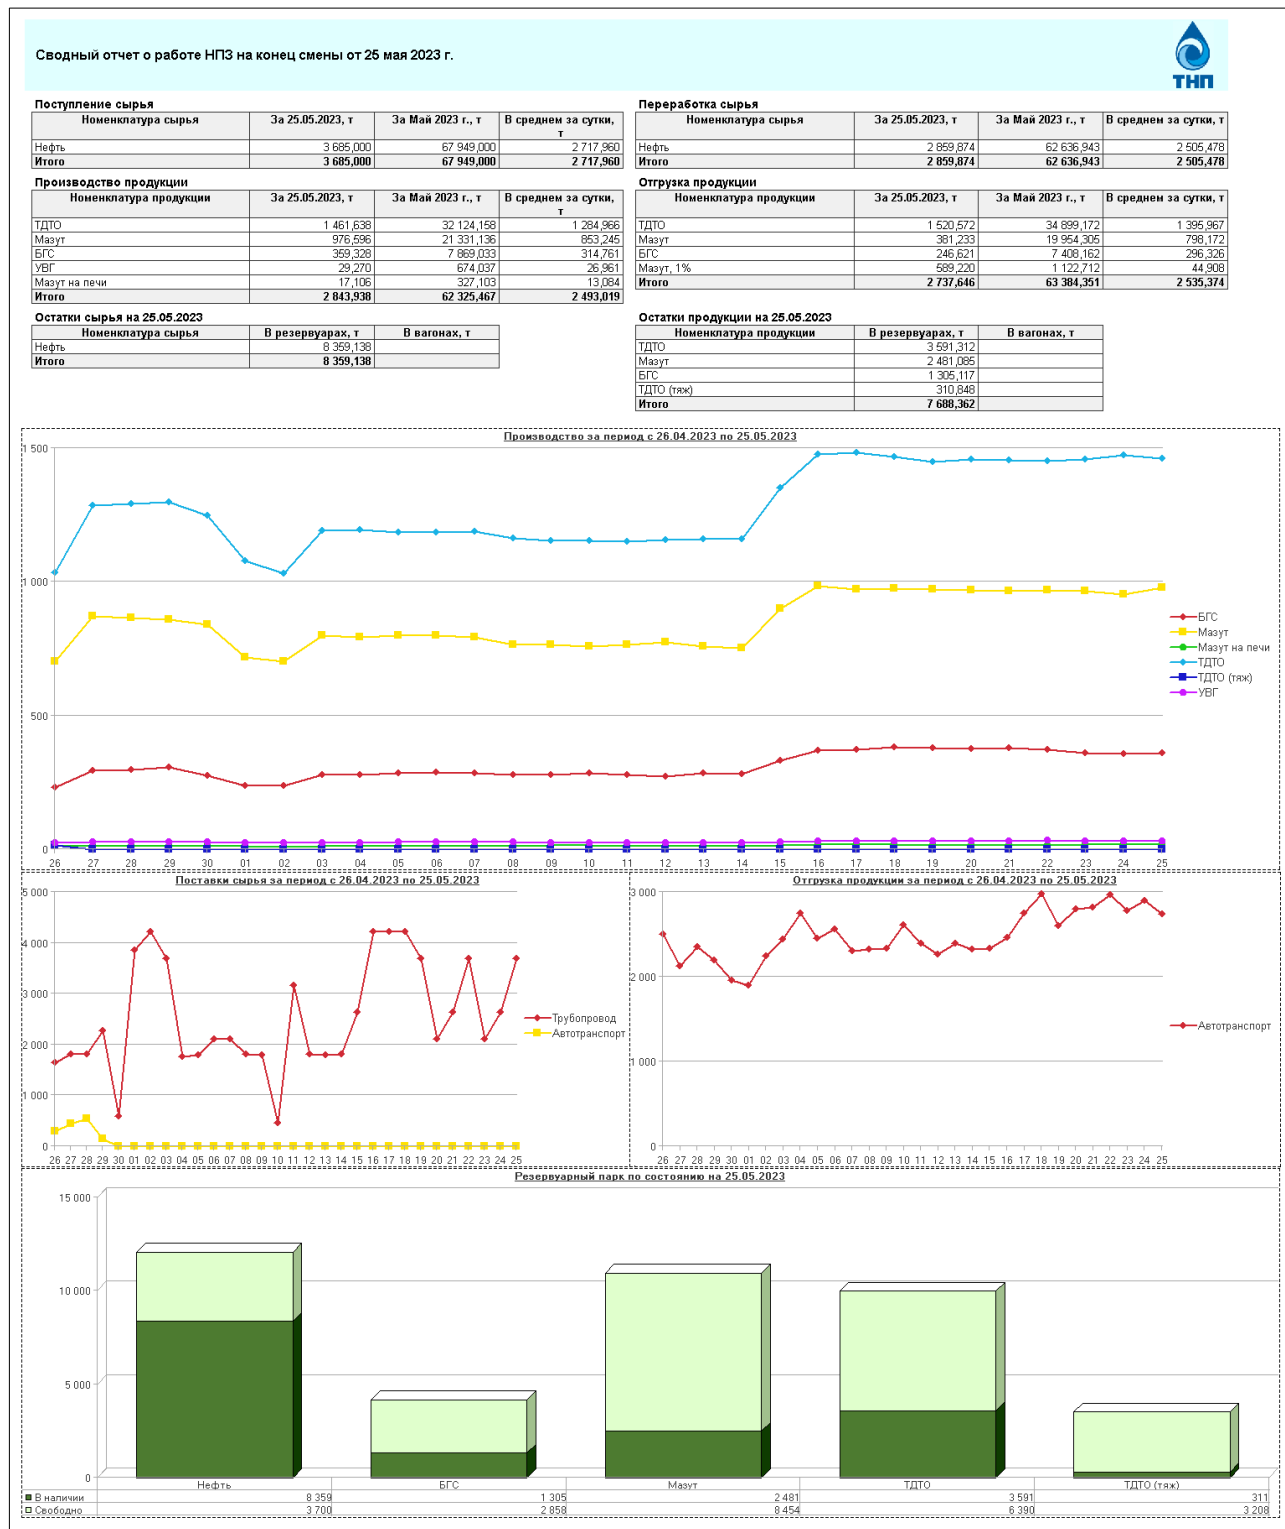 Сводный отчет о работе НПЗ на конец смены от 25 мая 2023 г.
ТНП
Поступление сырья
Номенклатура сырья За 25.05.2023, т За Май 2023 г., т В среднем за сутки, т
Нефть 3 685,000 67 949,000 2 717,960
Итого 3 685,000 67 949,000 2 717,960
Переработка сырья
Номенклатура сырья За 25.05.2023, т За Май 2023 г., т В среднем за сутки, т
Нефть 2 859,874 62 636,943 2 505,478
Итого 2 859,874 62 636,943 2 505,478
Производство продукции
Номенклатура продукции За 25.05.2023, т За Май 2023 г., т В среднем за сутки, т
ТДТО 1 461,638 32 124,158 1 284,966
Мазут 976,596 21 331,136 853,245
БГС 359,328 7 869,033 314,761
УВГ 29,270 674,037 26,961
Мазут на печи 17,106 327,103 13,084
Итого 2 843,938 62 325,467 2 493,019
Отгрузка продукции
Номенклатура продукции За 25.05.2023, т За Май 2023 г., т В среднем за сутки, т
ТДТО 1 520,572 34 899,172 1 395,967
Мазут 381,233 19 954,305 798,172
БГС 246,621 7 408,162 296,326
Мазут, 1% 589,220 1 122,712 44,908
Итого 2 737,646 63 384,351 2 535,374
Остатки сырья на 25.05.2023
Номенклатура сырья В резервуарах, т В вагонах, т
Нефть 8 359,138
Итого 8 359,138
Остатки продукции на 25.05.2023
Номенклатура продукции В резервуарах, т В вагонах, т
ТДТО 3 591,312
Мазут 2 481,085
БГС 1 305,117
ТДТО (тяж) 310,848
Итого 7 688,362
Производство за период с 26.04.2023 по 25.05.2023
1 500
1 000
500
0
26 27 28 29 30 01 02 03 04 05 06 07 08 09 10 11 12 13 14 15 16 17 18 19 20 21 22 23 24 25
БГС
Мазут
Мазут на печи
ТДТО
ТДТО (тяж)
УВГ
Поставки сырья за период с 26.04.2023 по 25.05.2023
5 000
4 000
3 000
2 000
1 000
0
26 27 28 29 30 01 02 03 04 05 06 07 08 09 10 11 12 13 14 15 16 17 18 19 20 21 22 23 24 25
Трубопровод
Автотранспорт
Отгрузка продукции за период с 26.04.2023 по 25.05.2023
3 000
2 000
1 000
0
26 27 28 29 30 01 02 03 04 05 06 07 08 09 10 11 12 13 14 15 16 17 18 19 20 21 22 23 24 25
Автотранспорт
Резервуарный парк по состоянию на 25.05.2023
15 000
10 000
5 000
0
Нефть БГС Мазут ТДТО ТДТО (тяж)
В наличии 8 359 1 305 2 481 3 591 311
Свободно 3 700 2 858 8 454 6 390 3 208